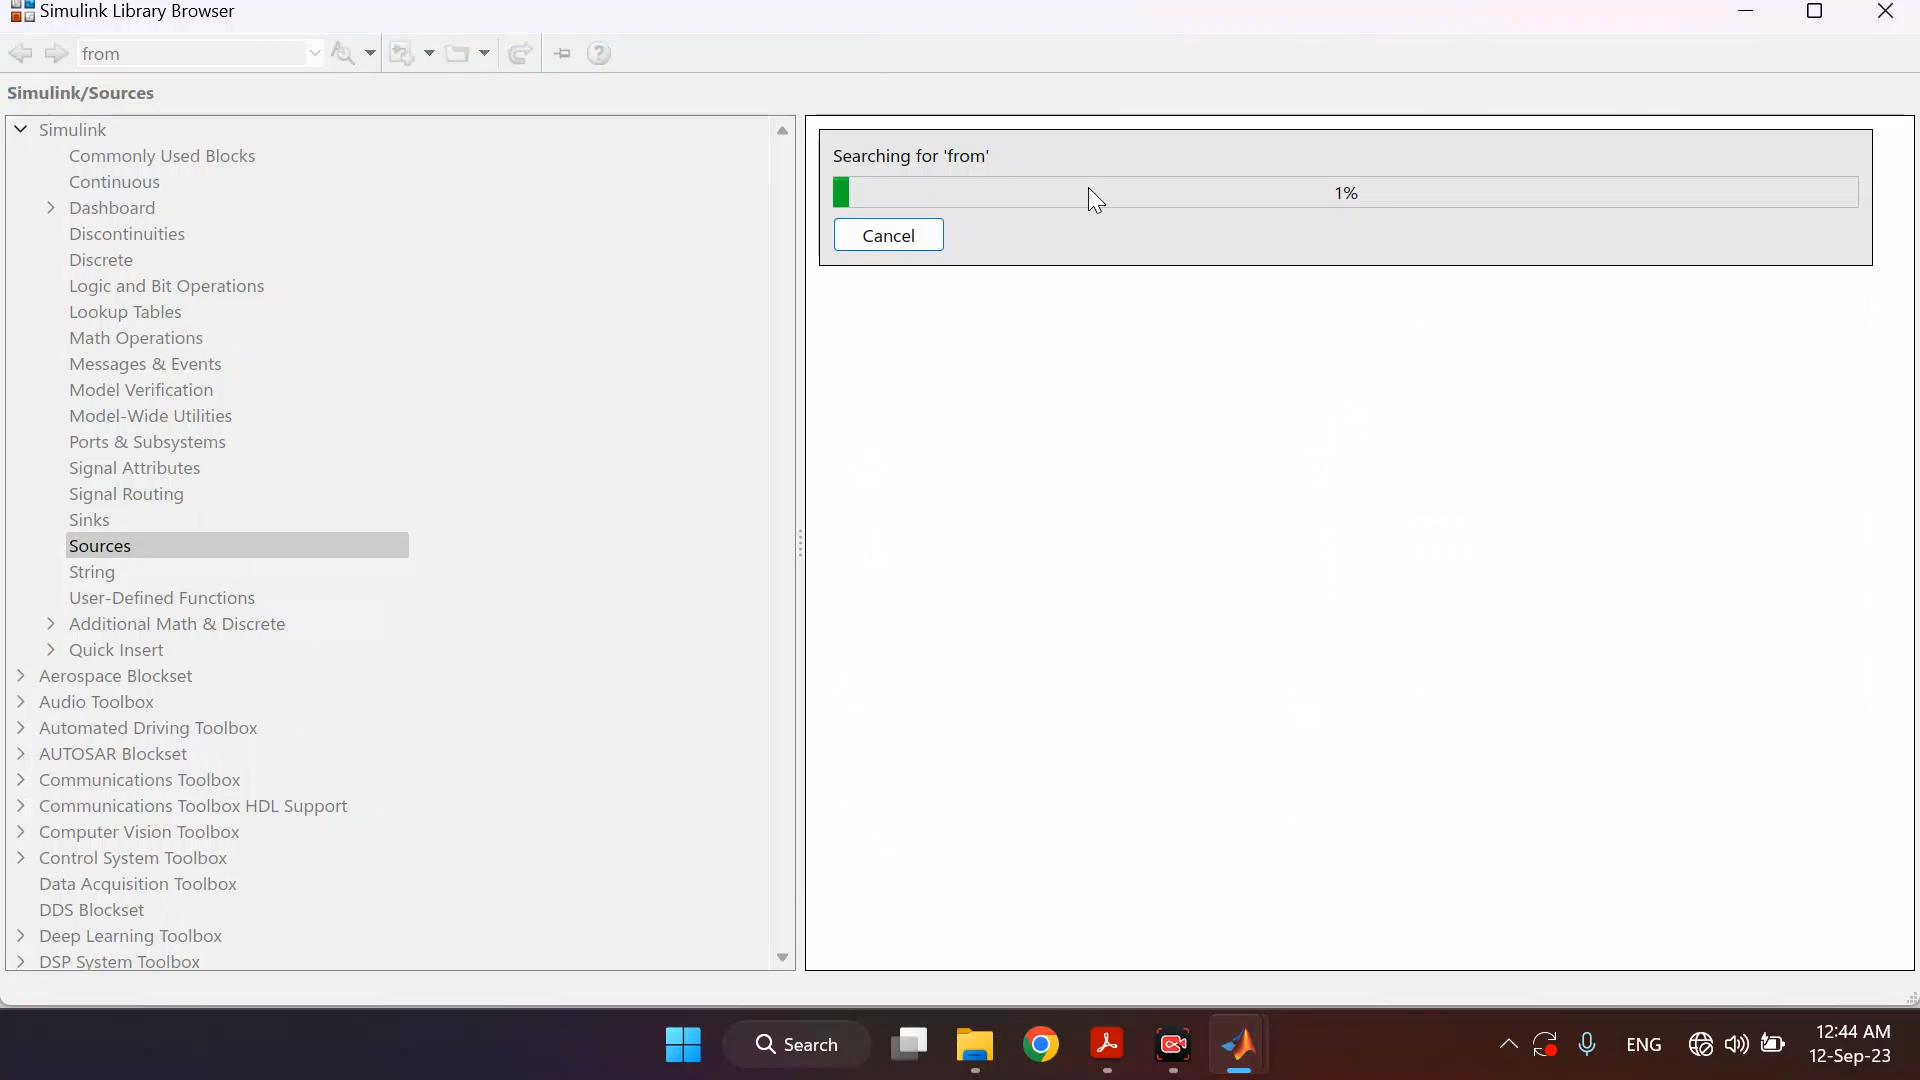 Simulink Library Browser
from
Simulink/Sources
Simulink
Commonly Used Blocks
Continuous
Dashboard
Discontinuities
Discrete
Logic and Bit Operations
Lookup Tables
Math Operations
Messages & Events
Model Verification
Model-Wide Utilities
Ports & Subsystems
Signal Attributes
Signal Routing
Sinks
Sources
String
User-Defined Functions
Additional Math & Discrete
Quick Insert
Aerospace Blockset
Audio Toolbox
Automated Driving Toolbox
AUTOSAR Blockset
Communications Toolbox
Communications Toolbox HDL Support
Computer Vision Toolbox
Control System Toolbox
Data Acquisition Toolbox
DDS Blockset
Deep Learning Toolbox
DSP System Toolbox
Searching for 'from'
1%
Cancel
Search
ENG
12:44 AM
12-Sep-23